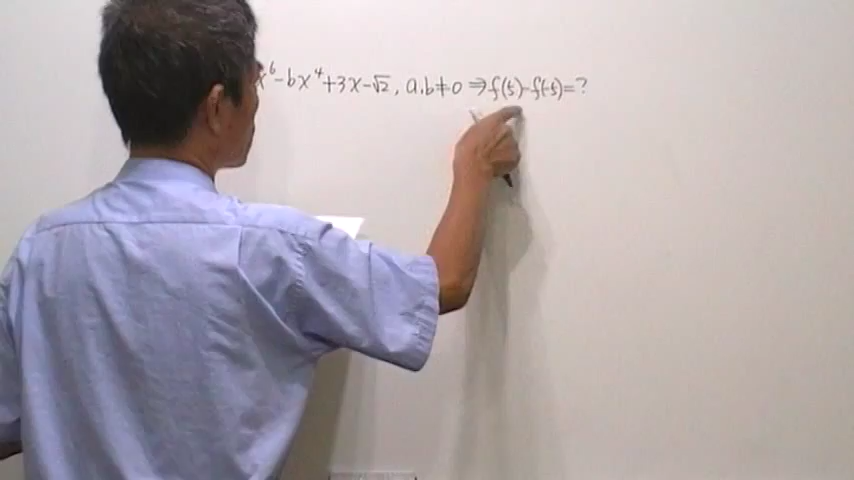 x⁶-bx⁴+3x-√2, a.b≠0 ⇒f(5)-f(-5)=?